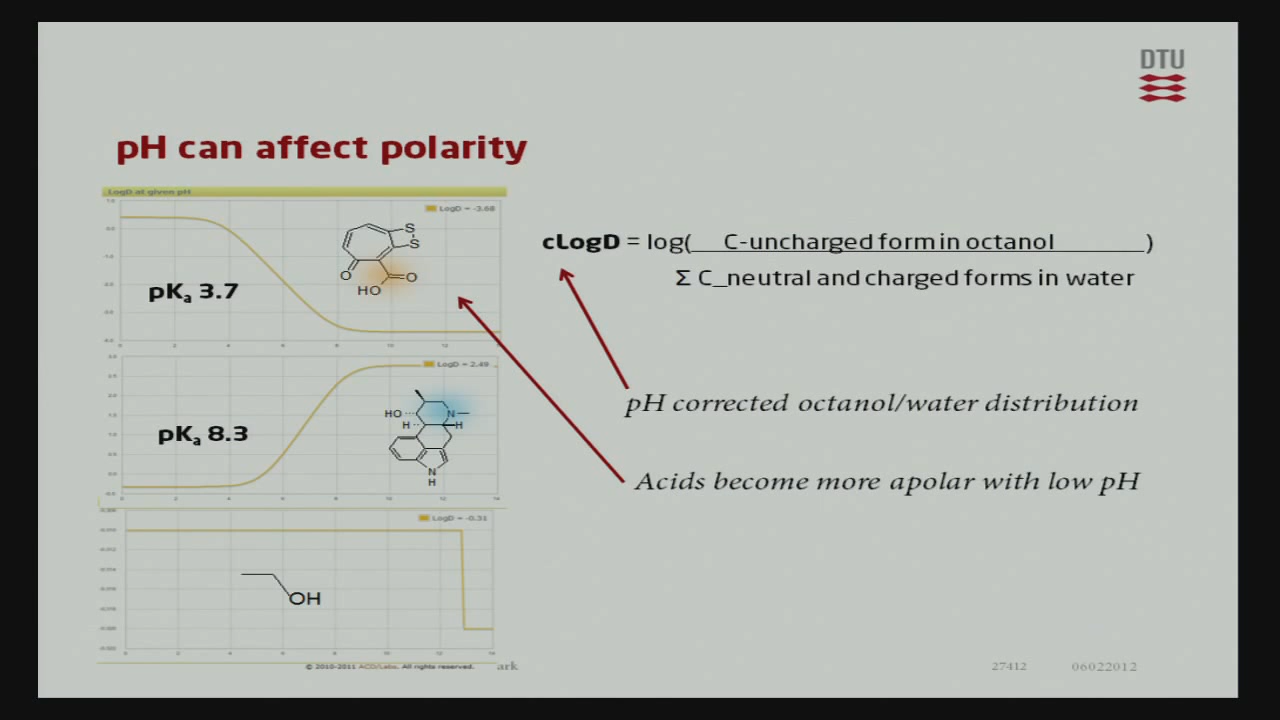 DTU
pH can affect polarity
LogD at given pH
LogD = -3.68
S
S
O
O
HO
pKₐ 3.7
cLogD = log( C-uncharged form in octanol )
Σ C_neutral and charged forms in water
LogD = 2.49
HO
N
H
H
N
H
pKₐ 8.3
pH corrected octanol/water distribution
Acids become more apolar with low pH
LogD = -0.31
OH
© 2010-2011 ACD/Labs. All rights reserved.
ark
27412
06022012